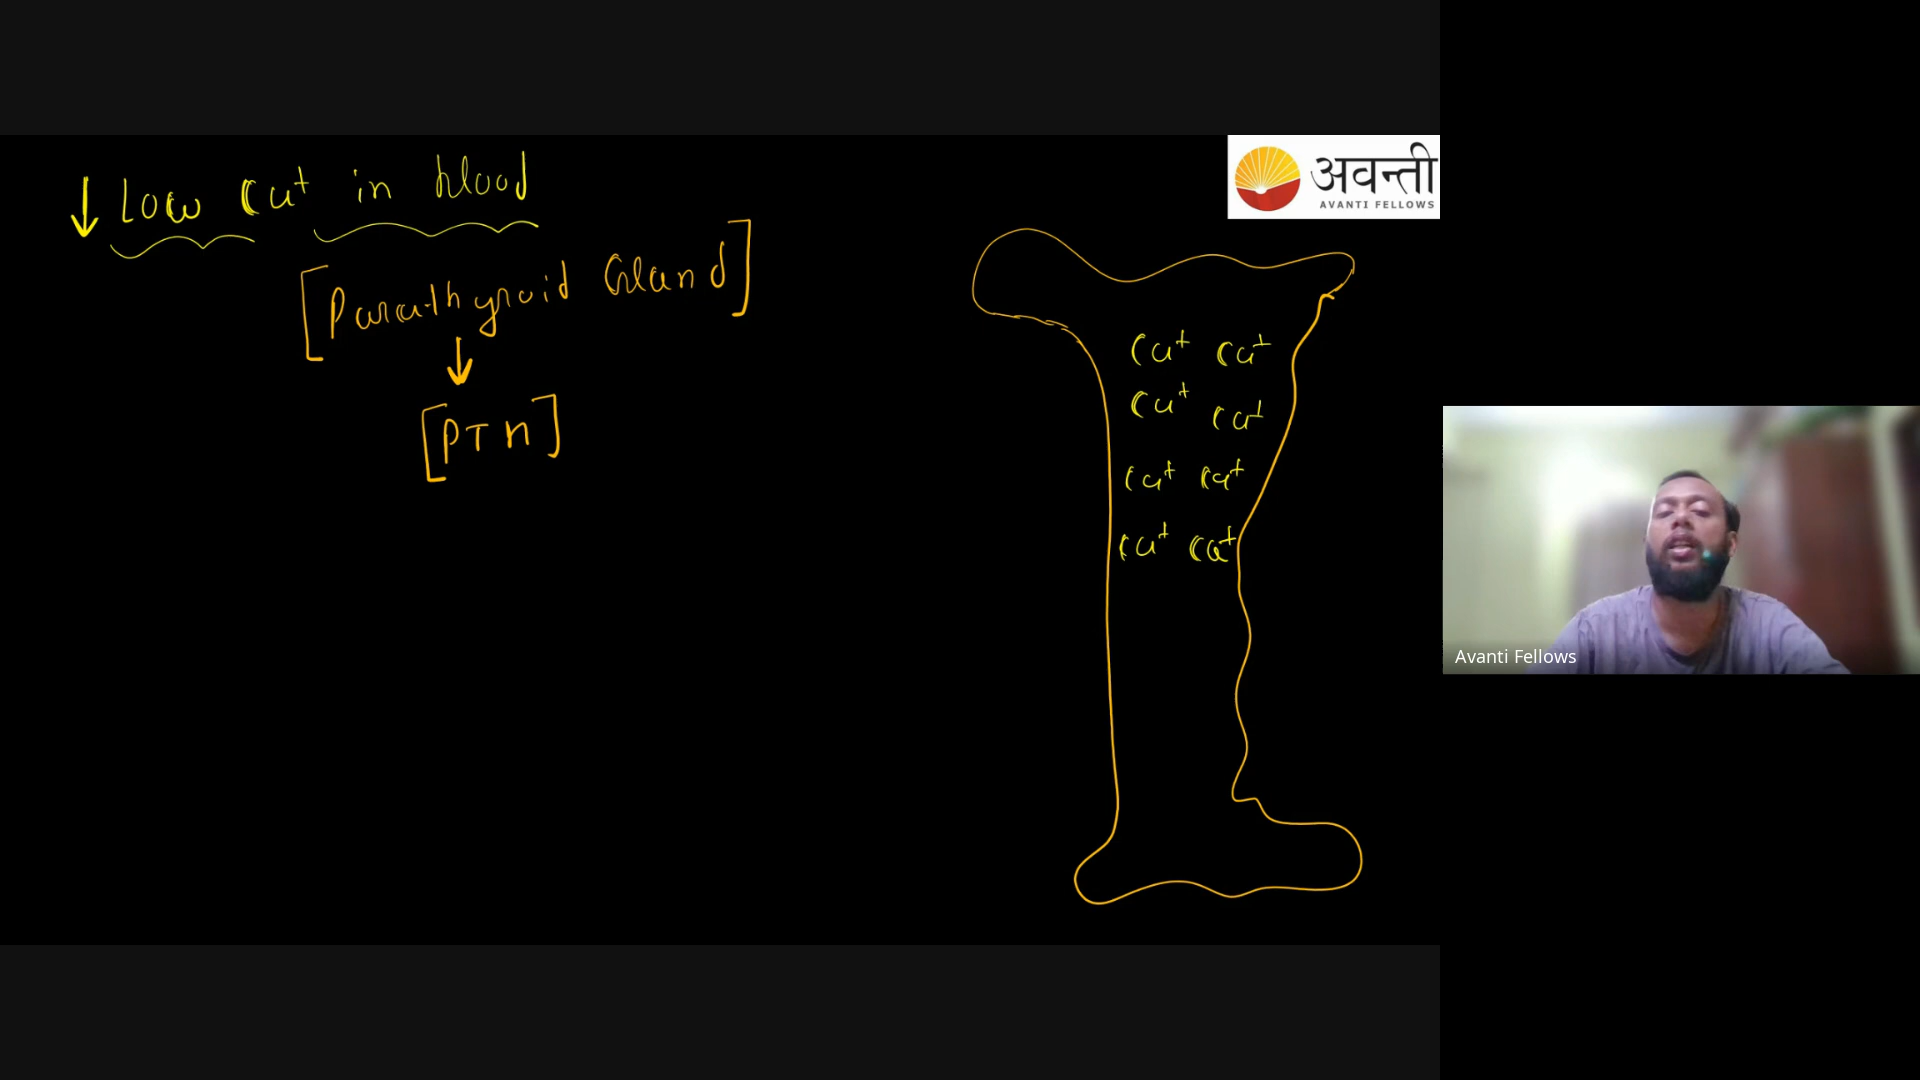 ↓ Low Ca+ in blood
[Parathyroid Gland]
↓
[PTH]
अवन्ती
AVANTI FELLOWS
Ca+ Ca+
Ca+ Ca+
Ca+ Ca+
Ca+ Ca+
Avanti Fellows